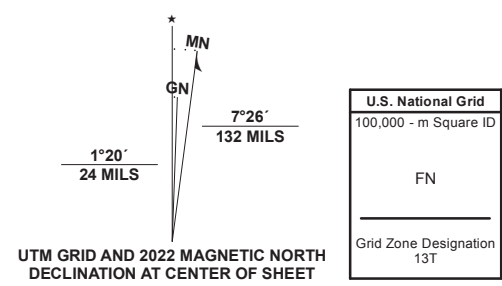 ★
MN
GN
7°26´
132 MILS
1°20´
24 MILS
UTM GRID AND 2022 MAGNETIC NORTH
DECLINATION AT CENTER OF SHEET
U.S. National Grid
100,000 - m Square ID
FN
Grid Zone Designation
13T